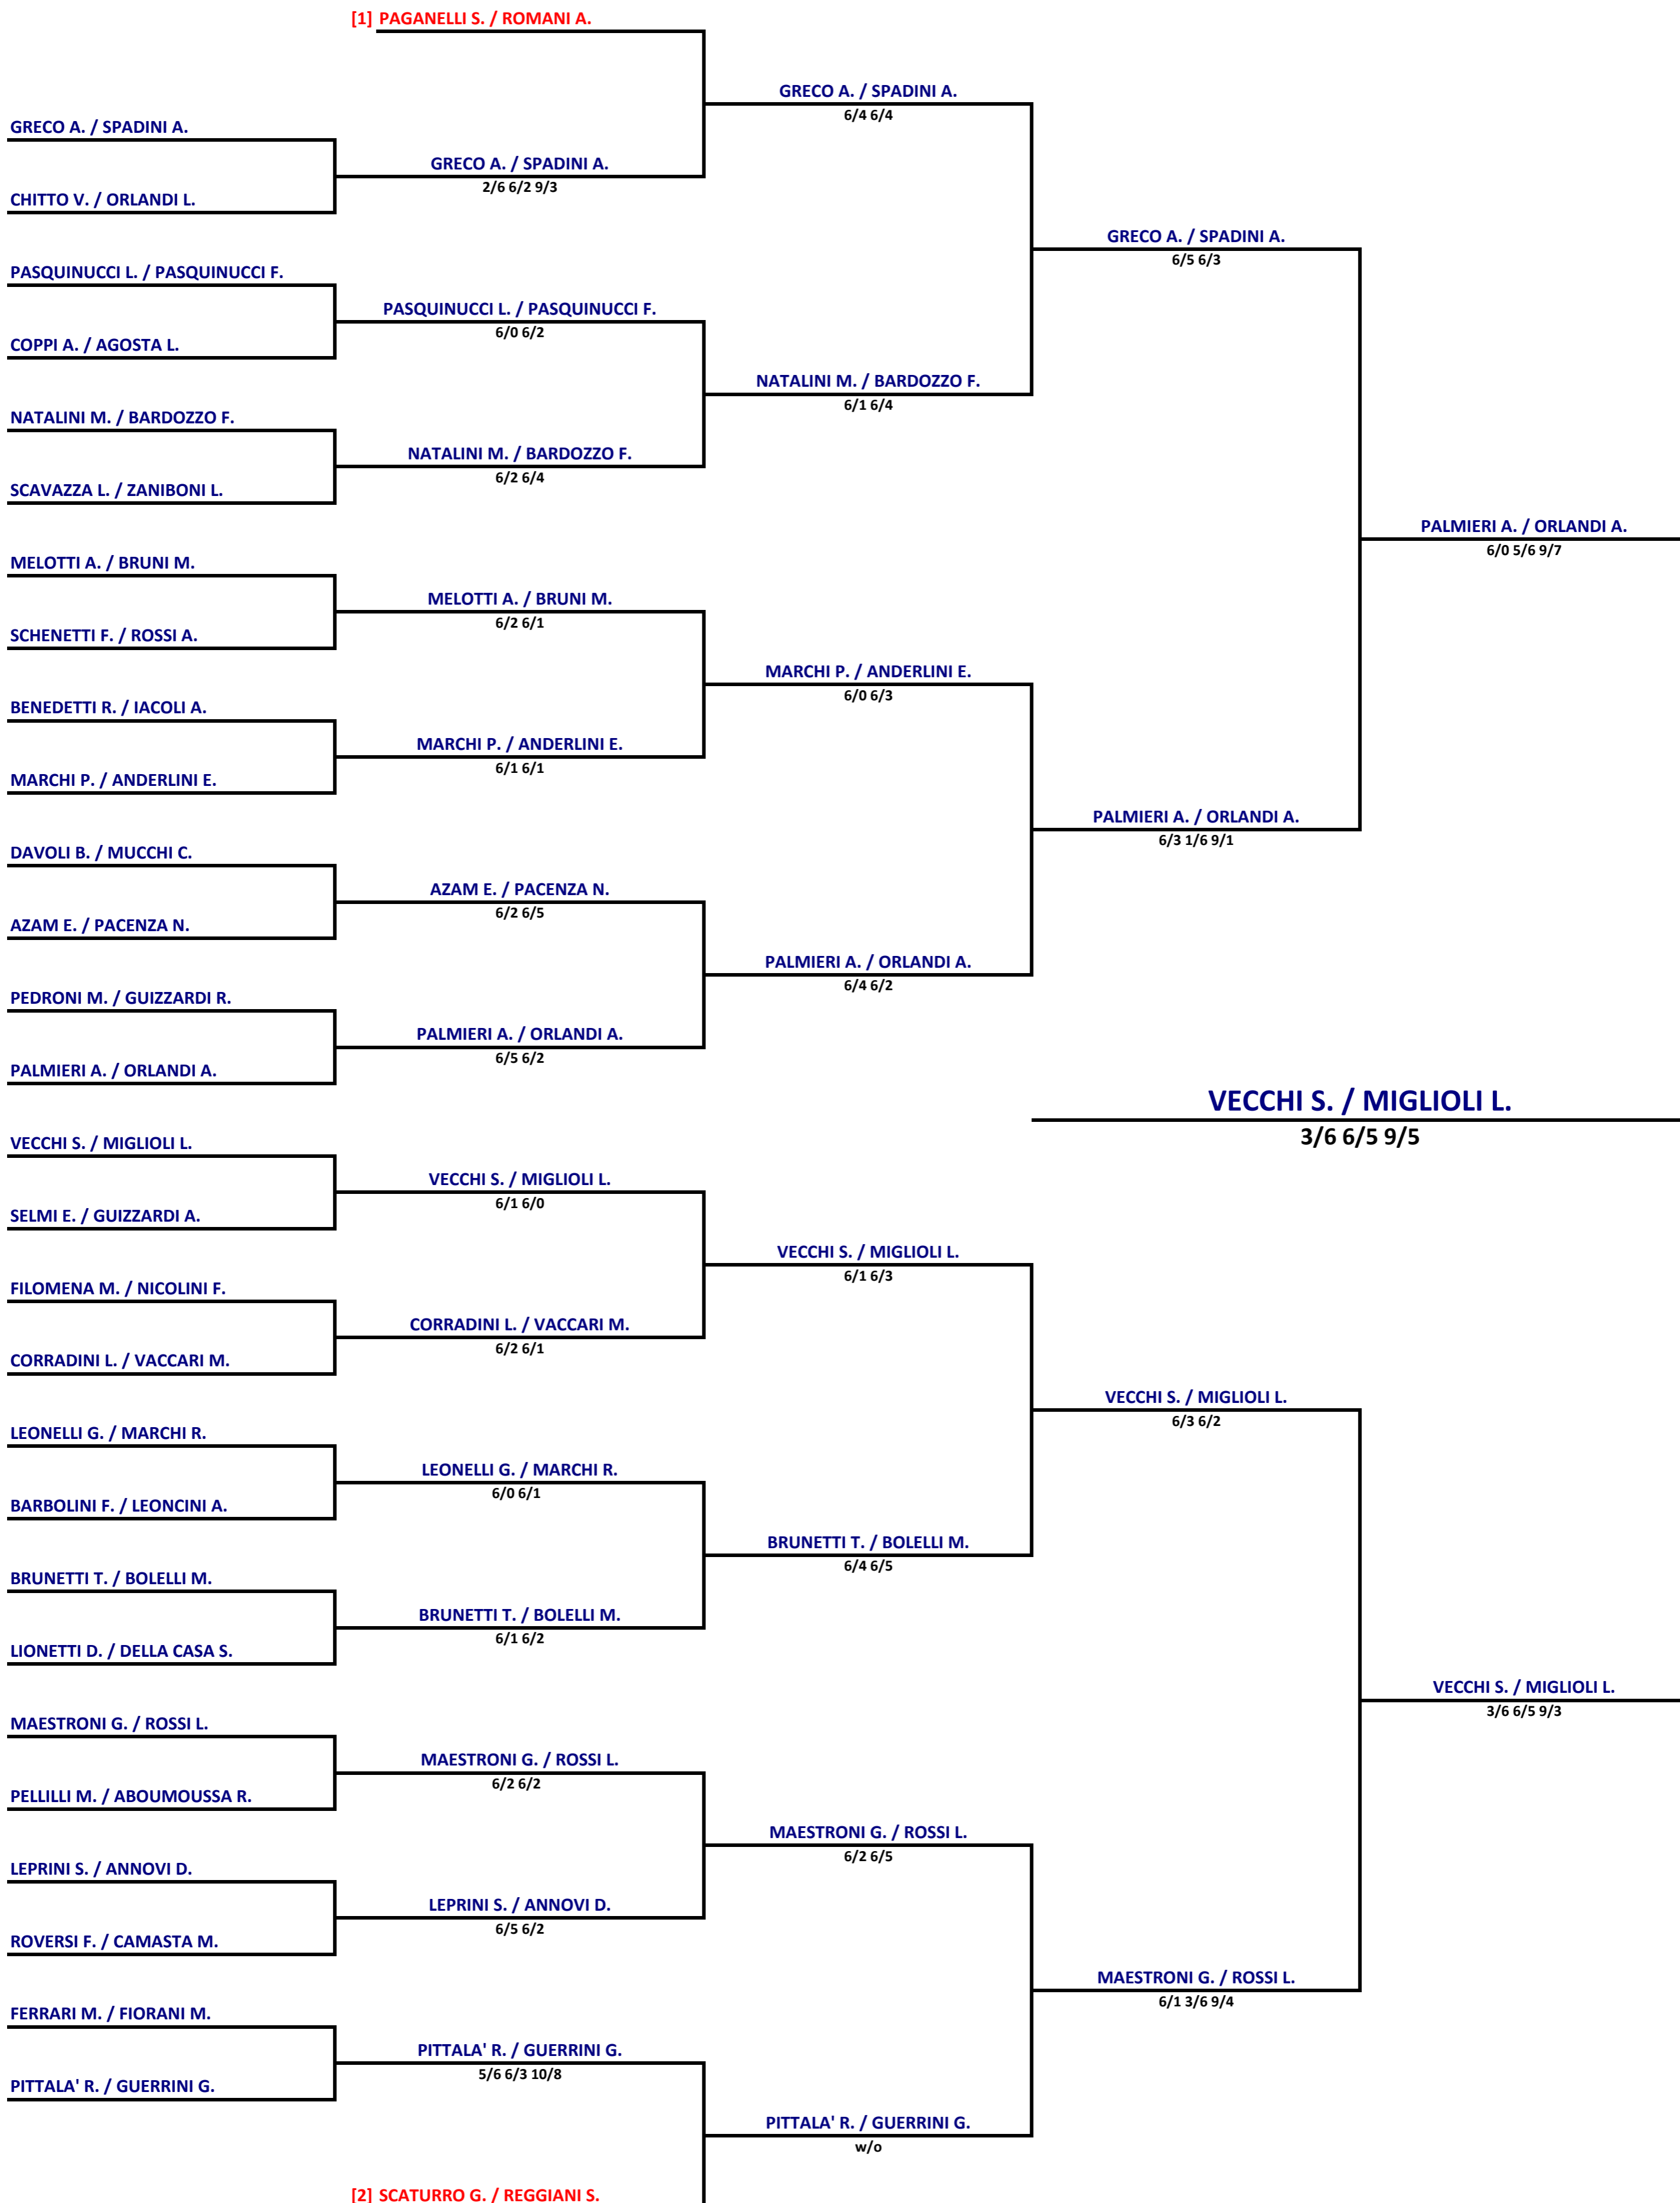 [1] PAGANELLI S. / ROMANI A.
GRECO A. / SPADINI A.
6/4 6/4
GRECO A. / SPADINI A.
GRECO A. / SPADINI A.
2/6 6/2 9/3
CHITTO V. / ORLANDI L.
GRECO A. / SPADINI A.
6/5 6/3
PASQUINUCCI L. / PASQUINUCCI F.
PASQUINUCCI L. / PASQUINUCCI F.
6/0 6/2
COPPI A. / AGOSTA L.
NATALINI M. / BARDOZZO F.
6/1 6/4
NATALINI M. / BARDOZZO F.
NATALINI M. / BARDOZZO F.
6/2 6/4
SCAVAZZA L. / ZANIBONI L.
PALMIERI A. / ORLANDI A.
6/0 5/6 9/7
MELOTTI A. / BRUNI M.
MELOTTI A. / BRUNI M.
6/2 6/1
SCHENETTI F. / ROSSI A.
MARCHI P. / ANDERLINI E.
6/0 6/3
BENEDETTI R. / IACOLI A.
MARCHI P. / ANDERLINI E.
6/1 6/1
MARCHI P. / ANDERLINI E.
PALMIERI A. / ORLANDI A.
6/3 1/6 9/1
DAVOLI B. / MUCCHI C.
AZAM E. / PACENZA N.
6/2 6/5
AZAM E. / PACENZA N.
PALMIERI A. / ORLANDI A.
6/4 6/2
PEDRONI M. / GUIZZARDI R.
PALMIERI A. / ORLANDI A.
6/5 6/2
PALMIERI A. / ORLANDI A.
VECCHI S. / MIGLIOLI L.
3/6 6/5 9/5
VECCHI S. / MIGLIOLI L.
VECCHI S. / MIGLIOLI L.
6/1 6/0
SELMI E. / GUIZZARDI A.
VECCHI S. / MIGLIOLI L.
6/1 6/3
FILOMENA M. / NICOLINI F.
CORRADINI L. / VACCARI M.
6/2 6/1
CORRADINI L. / VACCARI M.
VECCHI S. / MIGLIOLI L.
6/3 6/2
LEONELLI G. / MARCHI R.
LEONELLI G. / MARCHI R.
6/0 6/1
BARBOLINI F. / LEONCINI A.
BRUNETTI T. / BOLELLI M.
6/4 6/5
BRUNETTI T. / BOLELLI M.
BRUNETTI T. / BOLELLI M.
6/1 6/2
LIONETTI D. / DELLA CASA S.
VECCHI S. / MIGLIOLI L.
3/6 6/5 9/3
MAESTRONI G. / ROSSI L.
MAESTRONI G. / ROSSI L.
6/2 6/2
PELLILLI M. / ABOUMOUSSA R.
MAESTRONI G. / ROSSI L.
6/2 6/5
LEPRINI S. / ANNOVI D.
LEPRINI S. / ANNOVI D.
6/5 6/2
ROVERSI F. / CAMASTA M.
MAESTRONI G. / ROSSI L.
6/1 3/6 9/4
FERRARI M. / FIORANI M.
PITTALA' R. / GUERRINI G.
5/6 6/3 10/8
PITTALA' R. / GUERRINI G.
PITTALA' R. / GUERRINI G.
w/o
[2] SCATURRO G. / REGGIANI S.